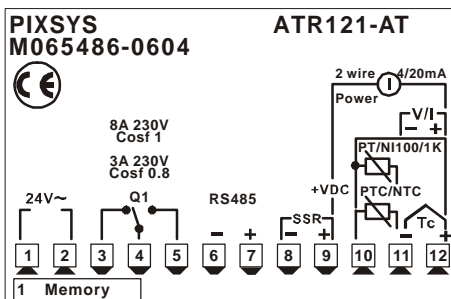 PIXSYS ATR121-AT
M065486-0604
CE
2 wire 4/20mA
I
Power
V/I
− +
8A 230V
Cosf 1
PT/NI100/1K
3A 230V
Cosf 0.8
+VDC PTC/NTC
24V~ Q1 RS485 SSR Tc
− + − + − +
1 2 3 4 5 6 7 8 9 10 11 12
1 Memory